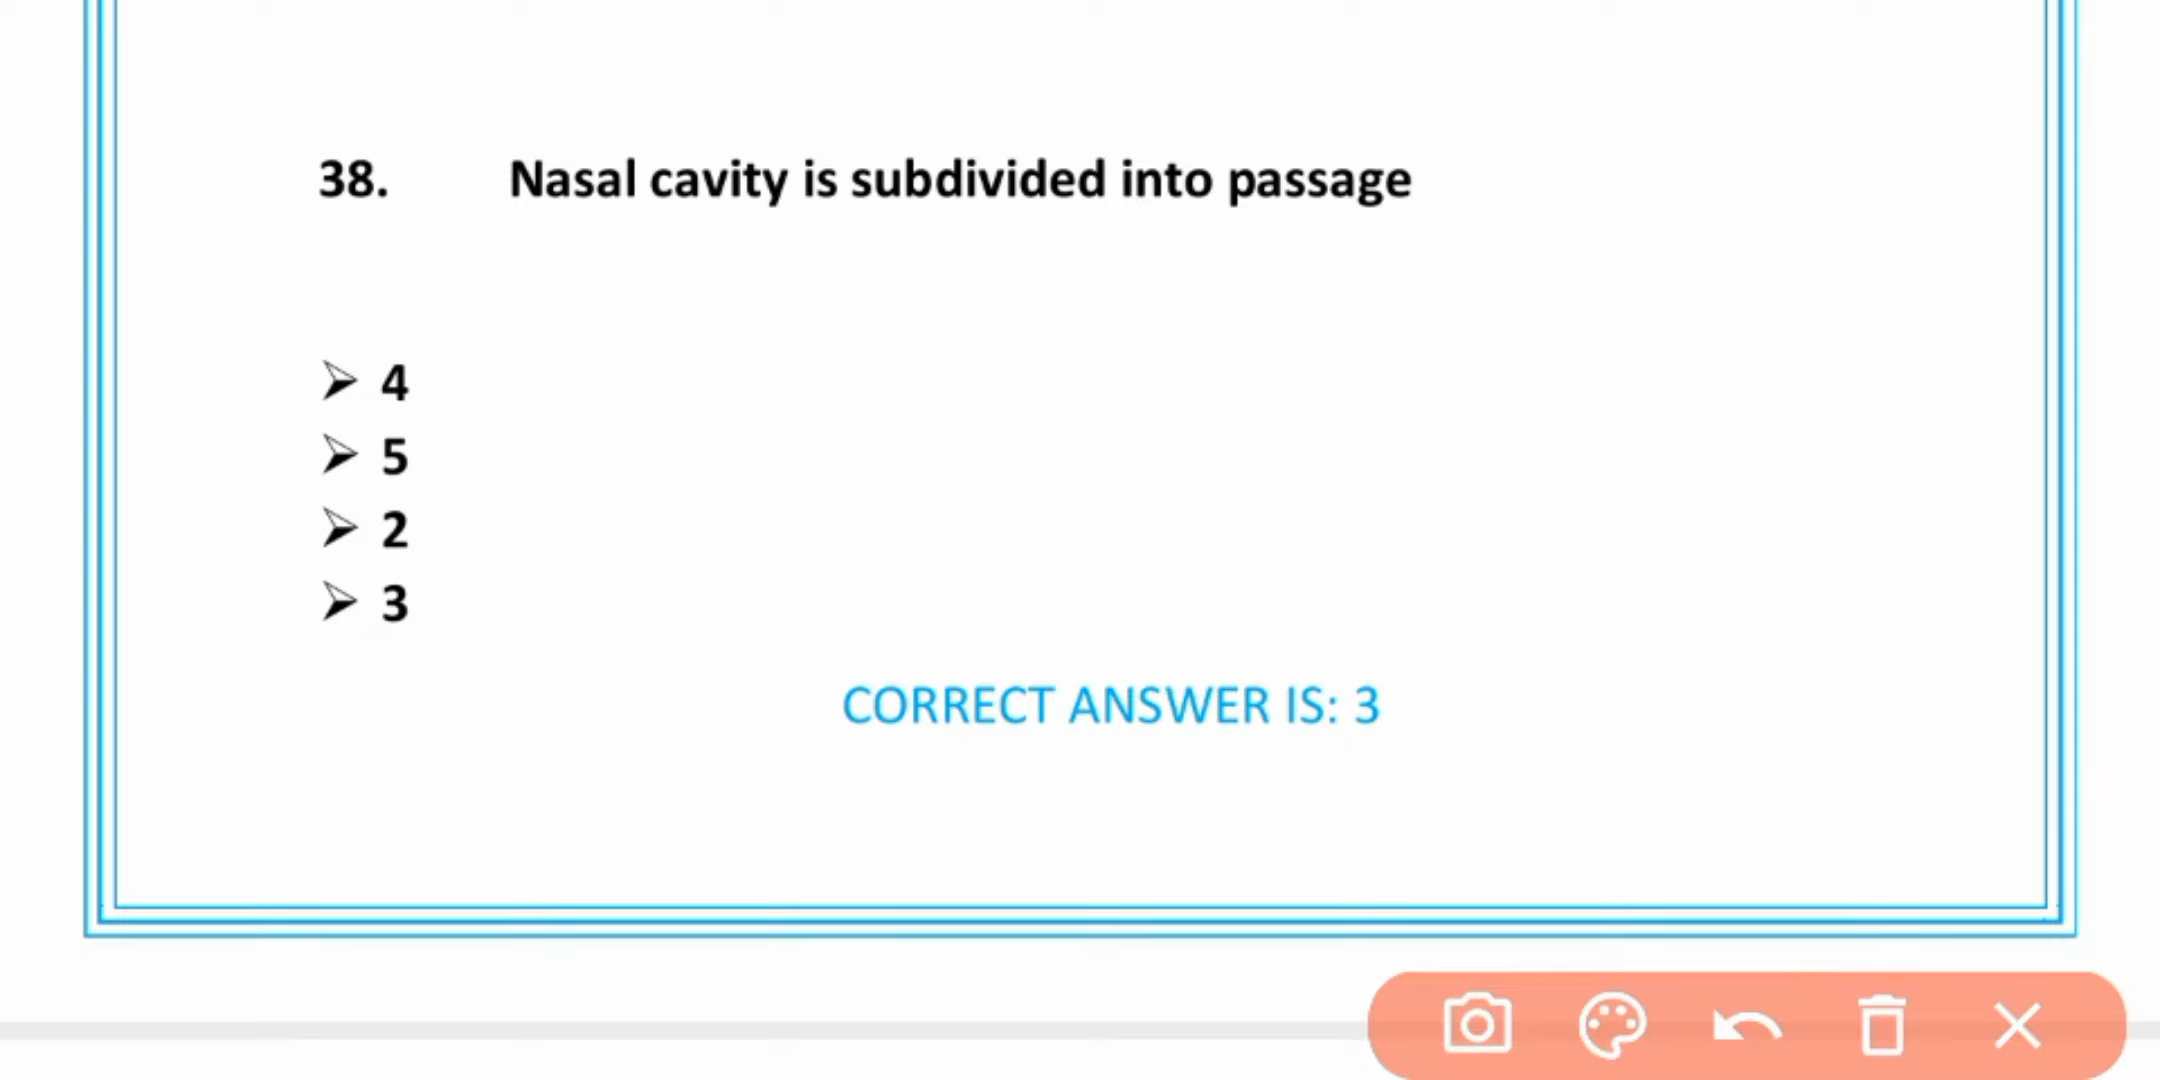 38. Nasal cavity is subdivided into passage
➢ 4
➢ 5
➢ 2
➢ 3
CORRECT ANSWER IS: 3